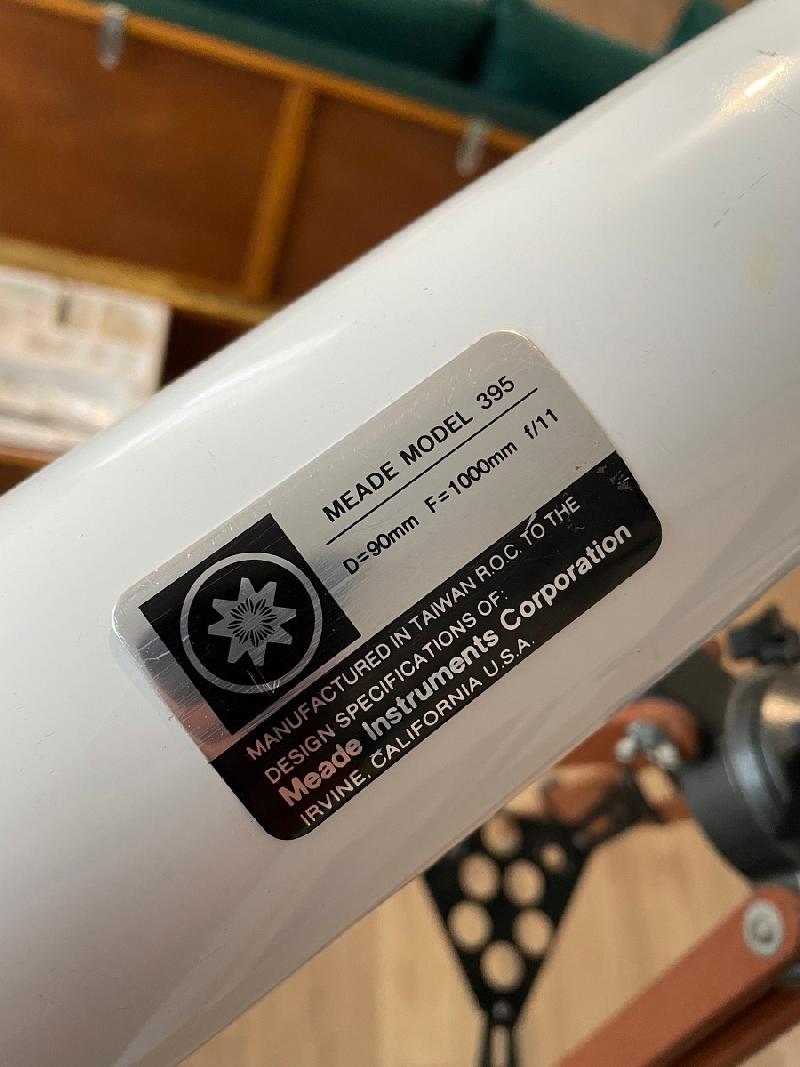 MEADE MODEL 395
D=90mm F=1000mm f/11
MANUFACTURED IN TAIWAN R.O.C. TO THE
DESIGN SPECIFICATIONS OF:
Meade Instruments Corporation
IRVINE, CALIFORNIA U.S.A.